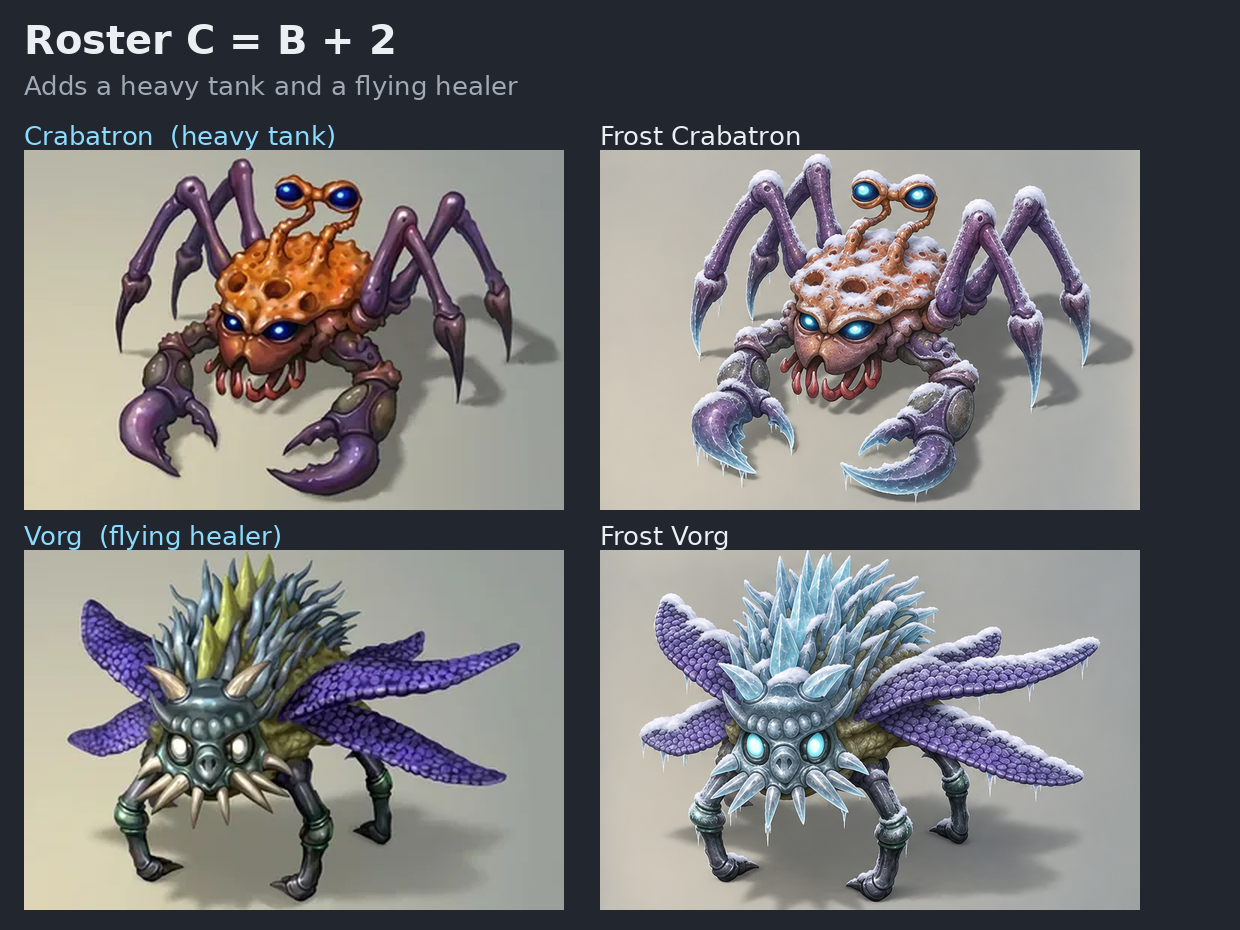 Roster C = B + 2
Adds a heavy tank and a flying healer
Crabatron (heavy tank)
Frost Crabatron
Vorg (flying healer)
Frost Vorg